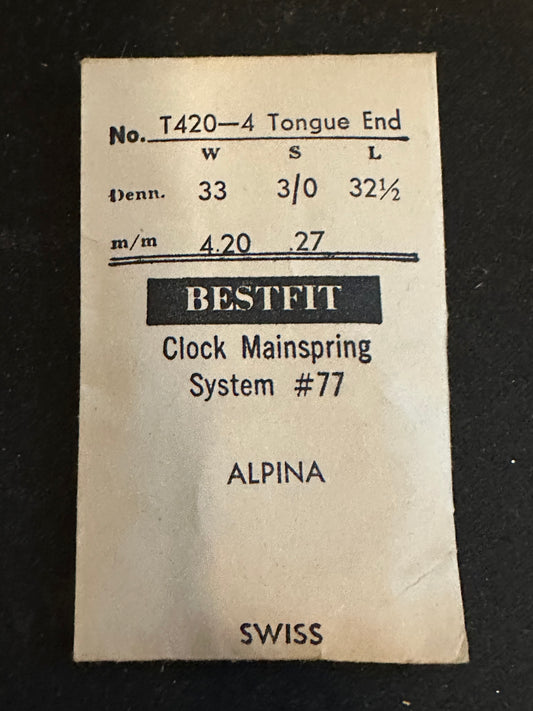 No. T420—4 Tongue End
W S L
Denn. 33 3/0 32½
m/m 4.20 .27
BESTFIT
Clock Mainspring
System #77
ALPINA
SWISS